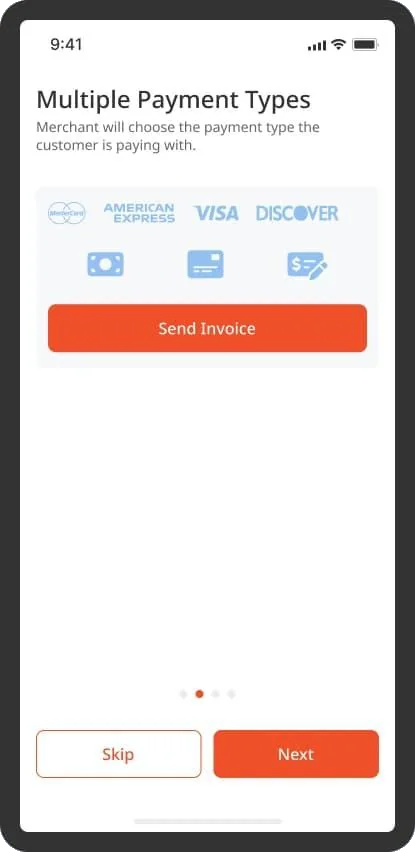 9:41
Multiple Payment Types
Merchant will choose the payment type the
customer is paying with.
MasterCard AMERICAN EXPRESS VISA DISCOVER
$
Send Invoice
Skip Next